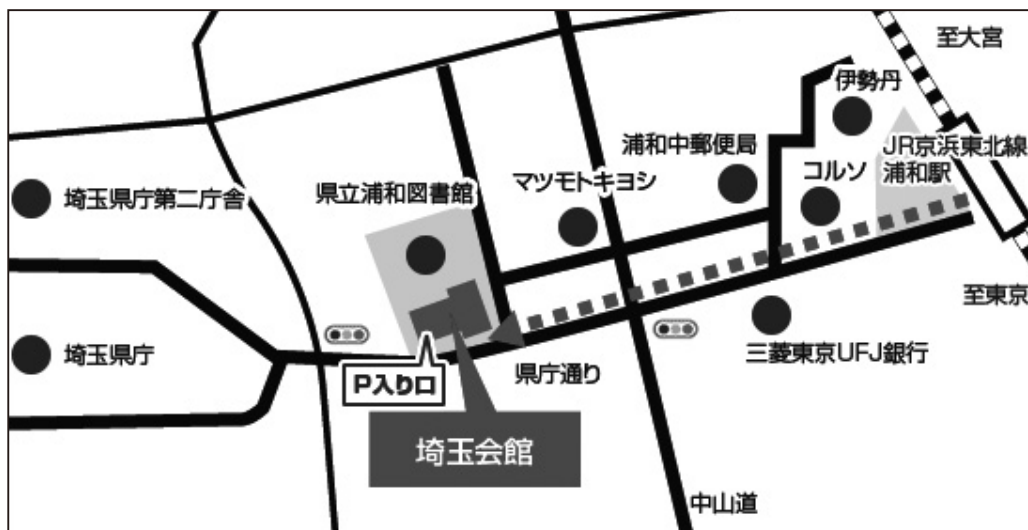 至大宮
伊勢丹
JR京浜東北線
浦和駅
浦和中郵便局
コルソ
マツモトキヨシ
県立浦和図書館
埼玉県庁第二庁舎
至東京
埼玉県庁
三菱東京UFJ銀行
県庁通り
P入り口
埼玉会館
中山道